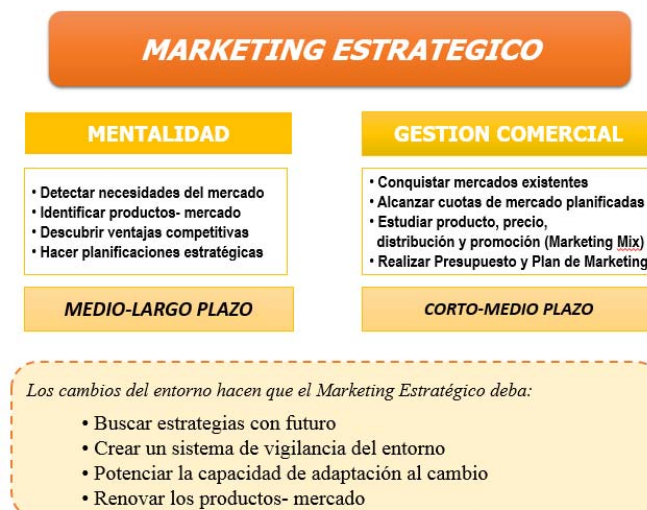 MARKETING ESTRATEGICO
MENTALIDAD
• Detectar necesidades del mercado
• Identificar productos- mercado
• Descubrir ventajas competitivas
• Hacer planificaciones estratégicas
MEDIO-LARGO PLAZO
GESTION COMERCIAL
• Conquistar mercados existentes
• Alcanzar cuotas de mercado planificadas
• Estudiar producto, precio,
distribución y promoción (Marketing Mix)
• Realizar Presupuesto y Plan de Marketing
CORTO-MEDIO PLAZO
Los cambios del entorno hacen que el Marketing Estratégico deba:
• Buscar estrategias con futuro
• Crear un sistema de vigilancia del entorno
• Potenciar la capacidad de adaptación al cambio
• Renovar los productos- mercado